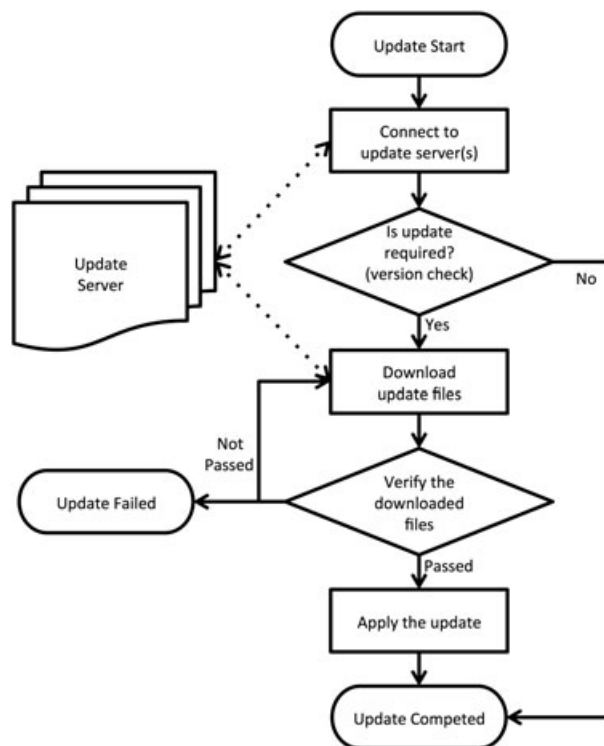 Update Start
Connect to
update server(s)
Is update
required?
(version check)
No
Update
Server
Yes
Download
update files
Not
Passed
Verify the
downloaded
files
Update Failed
Passed
Apply the update
Update Competed